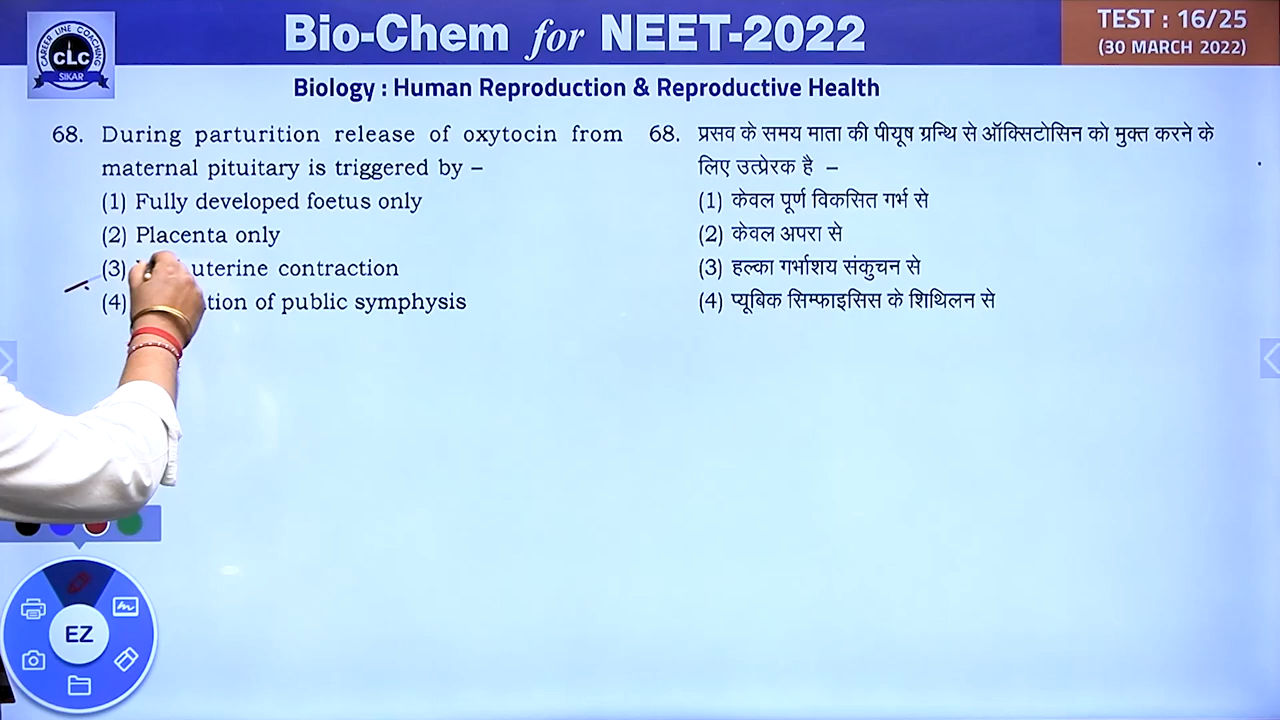 CAREER LINE COACHING
CLC
SIKAR
Bio-Chem for NEET-2022
TEST : 16/25
(30 MARCH 2022)
Biology : Human Reproduction & Reproductive Health
68. During parturition release of oxytocin from
maternal pituitary is triggered by –
(1) Fully developed foetus only
(2) Placenta only
(3) uterine contraction
(4) of public symphysis
68. प्रसव के समय माता की पीयूष ग्रन्थि से ऑक्सिटोसिन को मुक्त करने के
लिए उत्प्रेरक है –
(1) केवल पूर्ण विकसित गर्भ से
(2) केवल अपरा से
(3) हल्का गर्भाशय संकुचन से
(4) प्यूबिक सिम्फाइसिस के शिथिलन से
EZ